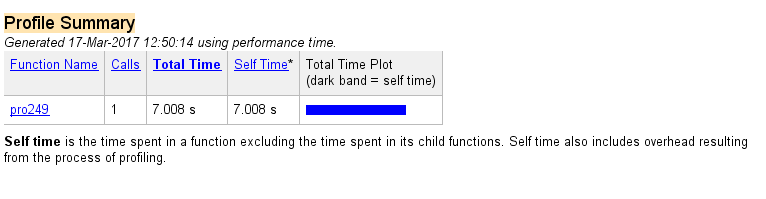 Profile Summary
Generated 17-Mar-2017 12:50:14 using performance time.
Function Name Calls Total Time Self Time* Total Time Plot
(dark band = self time)
pro249 1 7.008 s 7.008 s
Self time is the time spent in a function excluding the time spent in its child functions. Self time also includes overhead resulting
from the process of profiling.